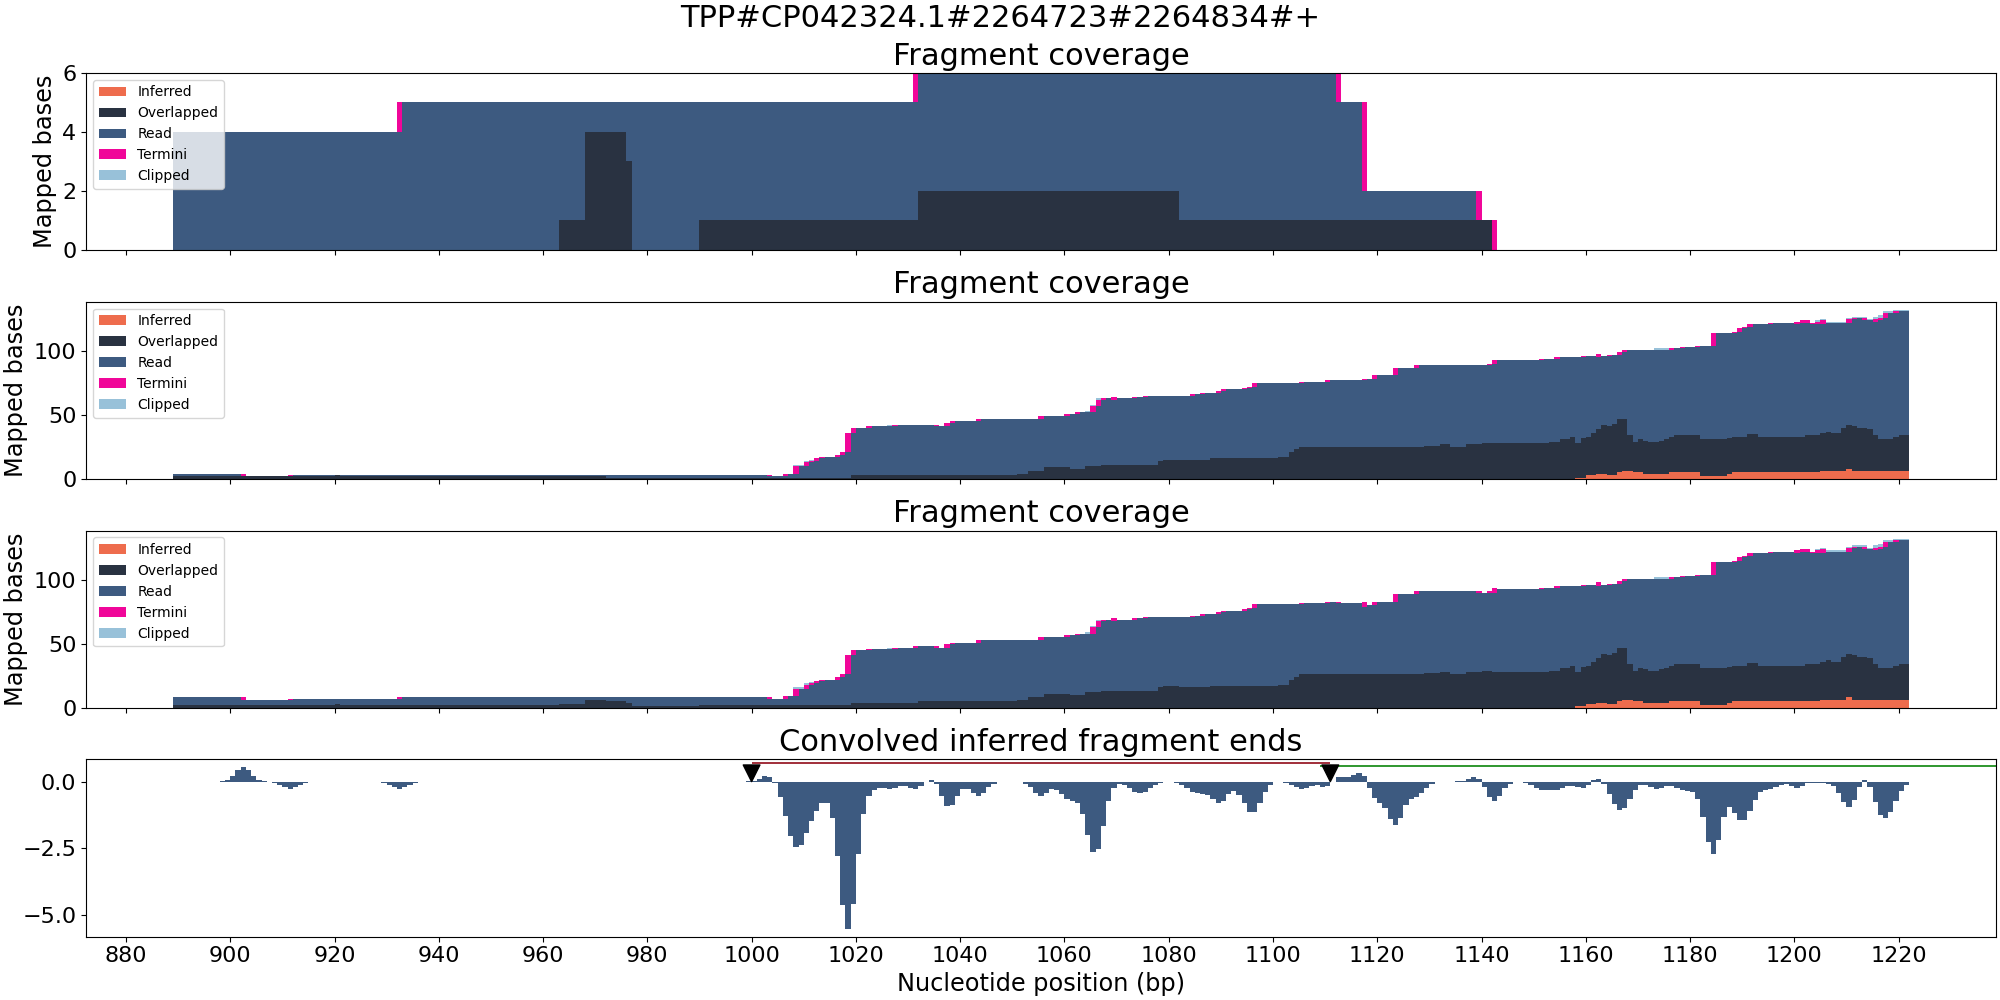 TPP#CP042324.1#2264723#2264834#+
Fragment coverage
Mapped bases
6
4
2
0
Inferred
Overlapped
Read
Termini
Clipped
Fragment coverage
Mapped bases
100
50
0
Inferred
Overlapped
Read
Termini
Clipped
Fragment coverage
Mapped bases
100
50
0
Inferred
Overlapped
Read
Termini
Clipped
Convolved inferred fragment ends
0.0
−2.5
−5.0
880 900 920 940 960 980 1000 1020 1040 1060 1080 1100 1120 1140 1160 1180 1200 1220
Nucleotide position (bp)